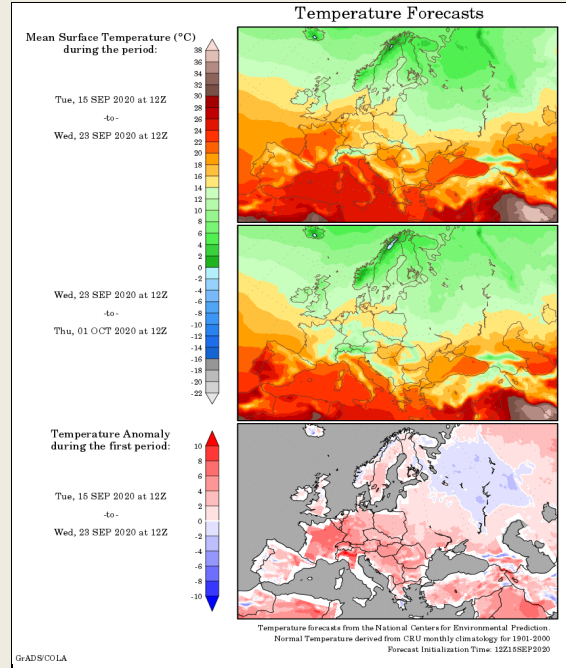 Temperature Forecasts
Mean Surface Temperature (°C)
during the period:
Tue, 15 SEP 2020 at 12Z
-to-
Wed, 23 SEP 2020 at 12Z
38
36
34
32
30
28
26
24
22
20
18
16
14
12
10
8
6
4
2
0
-2
-4
-6
-8
-10
-12
-14
-16
-18
-20
-22
Wed, 23 SEP 2020 at 12Z
-to-
Thu, 01 OCT 2020 at 12Z
Temperature Anomaly
during the first period:
Tue, 15 SEP 2020 at 12Z
-to-
Wed, 23 SEP 2020 at 12Z
10
8
6
4
2
0
-2
-4
-6
-8
-10
Temperature forecasts from the National Centers for Environmental Prediction.
Normal Temperature derived from CRU monthly climatology for 1901-2000
Forecast Initialization Time: 12Z15SEP2020
GrADS/COLA